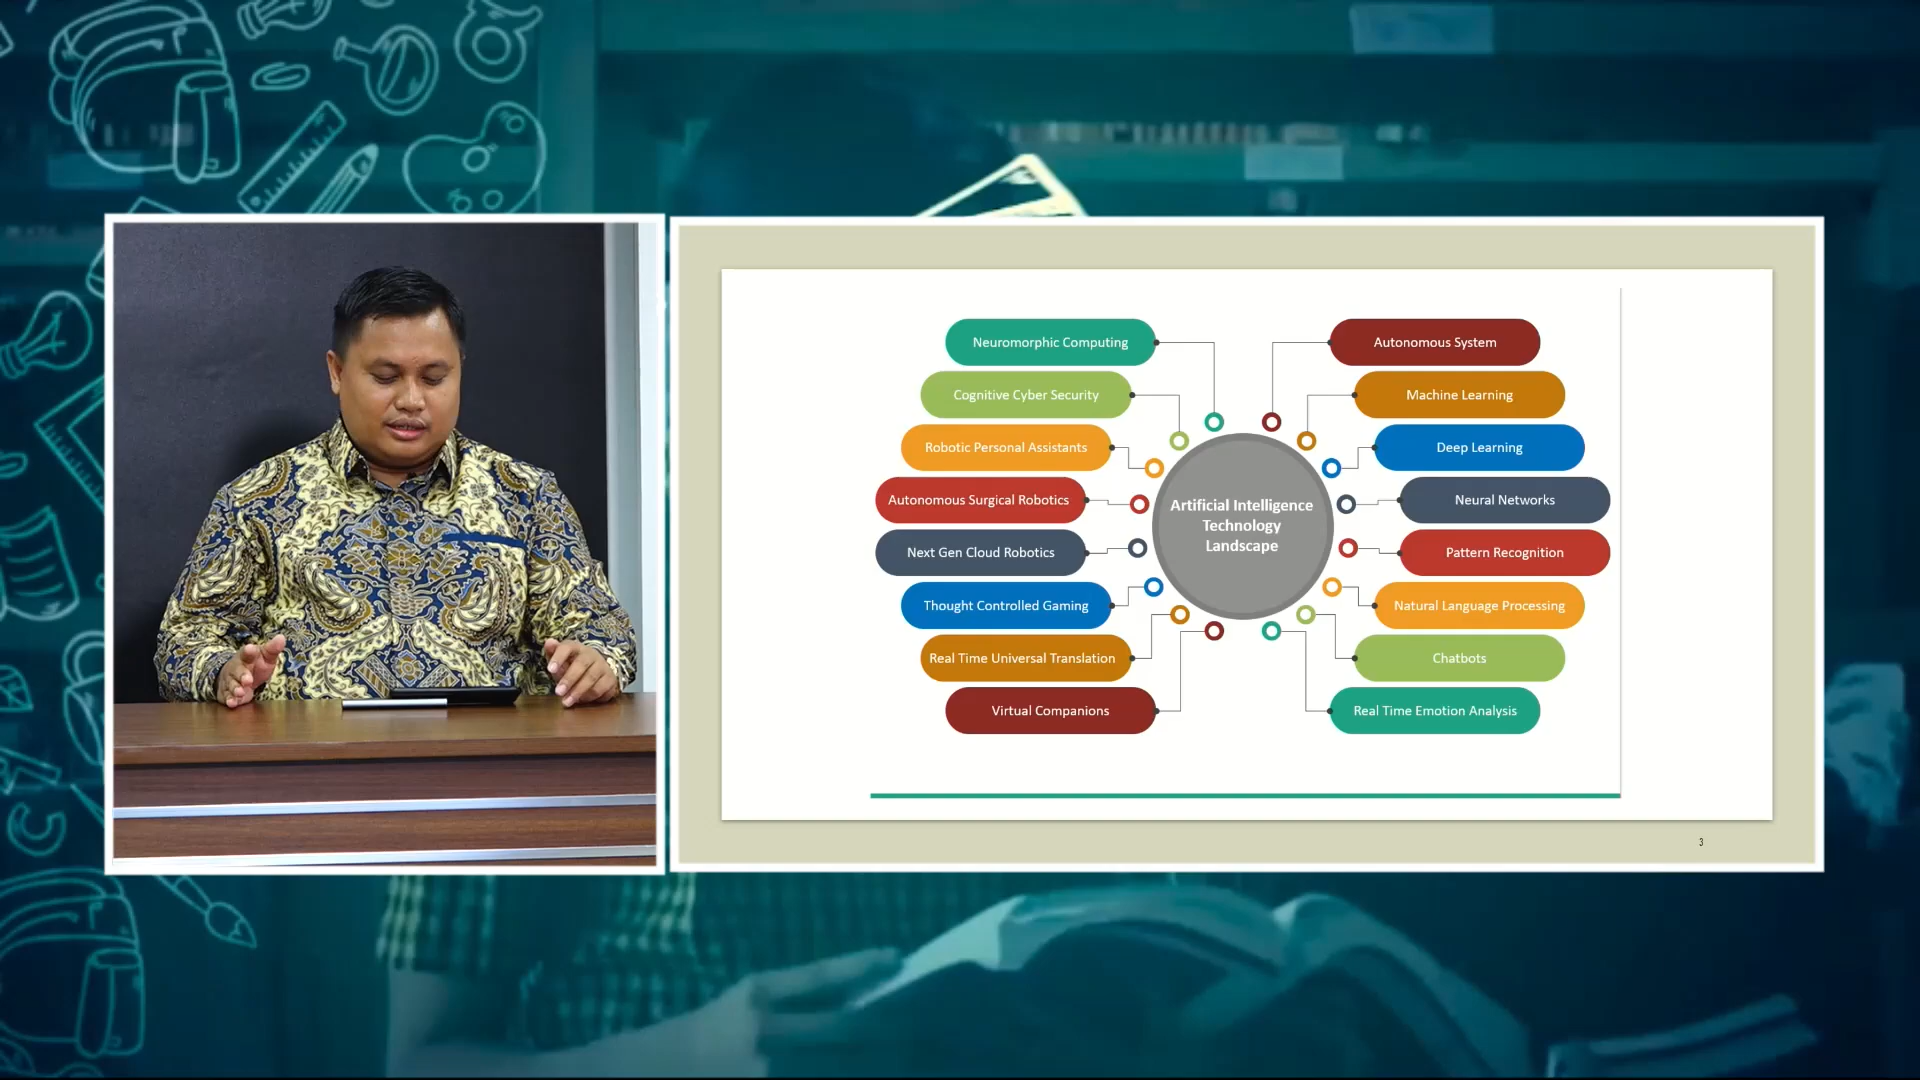 Neuromorphic Computing
Cognitive Cyber Security
Robotic Personal Assistants
Autonomous Surgical Robotics
Next Gen Cloud Robotics
Thought Controlled Gaming
Real Time Universal Translation
Virtual Companions
Artificial Intelligence
Technology
Landscape
Autonomous System
Machine Learning
Deep Learning
Neural Networks
Pattern Recognition
Natural Language Processing
Chatbots
Real Time Emotion Analysis
3